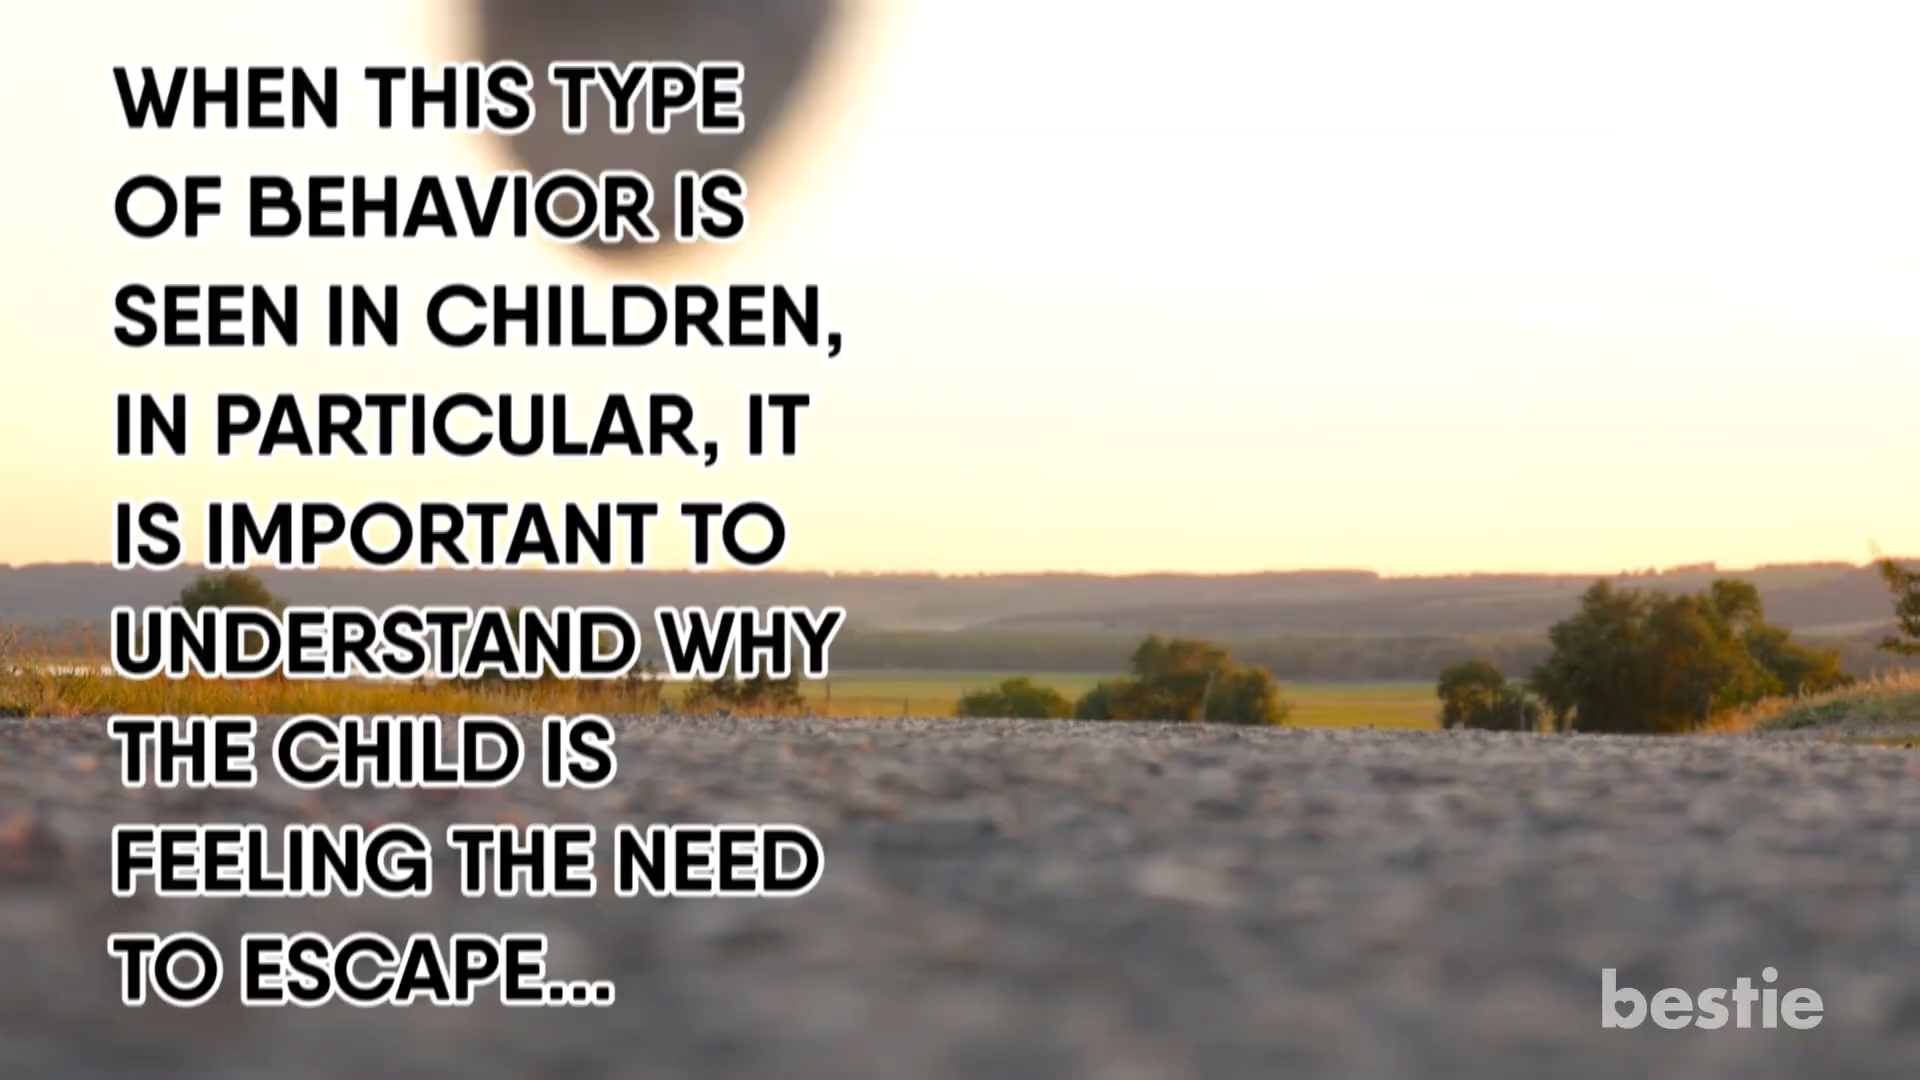 WHEN THIS TYPE
OF BEHAVIOR IS
SEEN IN CHILDREN,
IN PARTICULAR, IT
IS IMPORTANT TO
UNDERSTAND WHY
THE CHILD IS
FEELING THE NEED
TO ESCAPE...
bestie